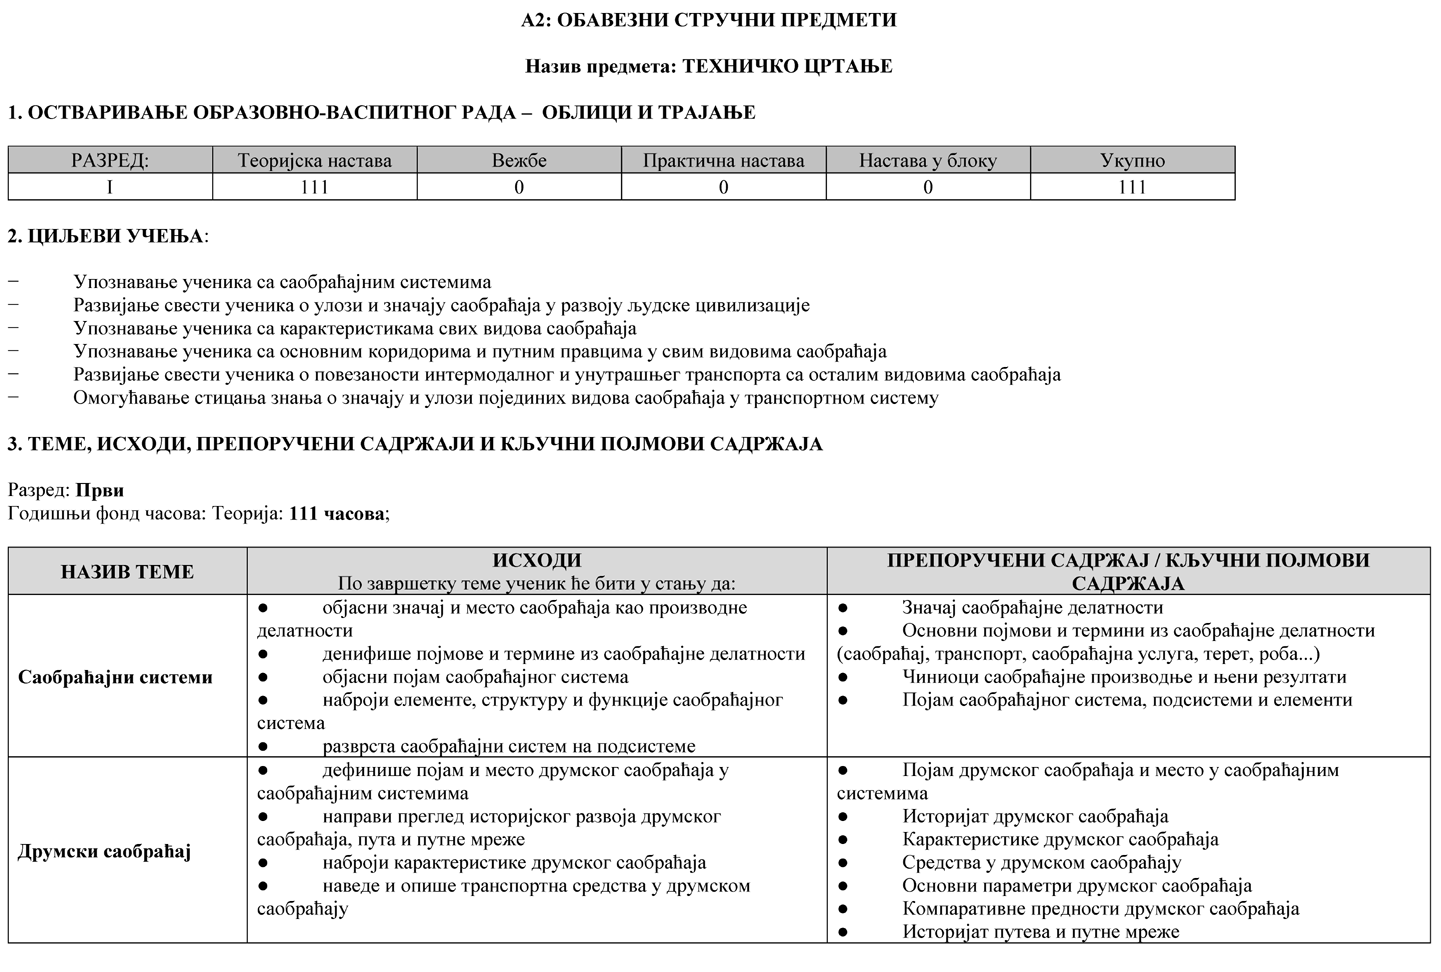 А2: ОБАВЕЗНИ СТРУЧНИ ПРЕДМЕТИ
Назив предмета: ТЕХНИЧКО ЦРТАЊЕ
1. ОСТВАРИВАЊЕ ОБРАЗОВНО-ВАСПИТНОГ РАДА – ОБЛИЦИ И ТРАЈАЊЕ
РАЗРЕД: Теоријска настава Вежбе Практична настава Настава у блоку Укупно
I 111 0 0 0 111
2. ЦИЉЕВИ УЧЕЊА:
− Упознавање ученика са саобраћајним системима
− Развијање свести ученика о улози и значају саобраћаја у развоју људске цивилизације
− Упознавање ученика са карактеристикама свих видова саобраћаја
− Упознавање ученика са основним коридорима и путним правцима у свим видовима саобраћаја
− Развијање свести ученика о повезаности интермодалног и унутрашњег транспорта са осталим видовима саобраћаја
− Омогућавање стицања знања о значају и улози појединих видова саобраћаја у транспортном систему
3. ТЕМЕ, ИСХОДИ, ПРЕПОРУЧЕНИ САДРЖАЈИ И КЉУЧНИ ПОЈМОВИ САДРЖАЈА
Разред: Први
Годишњи фонд часова: Теорија: 111 часова;
НАЗИВ ТЕМЕ
ИСХОДИ
По завршетку теме ученик ће бити у стању да:
ПРЕПОРУЧЕНИ САДРЖАЈ / КЉУЧНИ ПОЈМОВИ
САДРЖАЈА
Саобраћајни системи
● објасни значај и место саобраћаја као производне
делатности
● денифише појмове и термине из саобраћајне делатности
● објасни појам саобраћајног система
● наброји елементе, структуру и функције саобраћајног
система
● разврста саобраћајни систем на подсистеме
● Значај саобраћајне делатности
● Основни појмови и термини из саобраћајне делатности
(саобраћај, транспорт, саобраћајна услуга, терет, роба...)
● Чиниоци саобраћајне производње и њени резултати
● Појам саобраћајног система, подсистеми и елементи
Друмски саобраћај
● дефинише појам и место друмског саобраћаја у
саобраћајним системима
● направи преглед историјског развоја друмског
саобраћаја, пута и путне мреже
● наброји карактеристике друмског саобраћаја
● наведе и опише транспортна средства у друмском
саобраћају
● Појам друмског саобраћаја и место у саобраћајним
системима
● Историјат друмског саобраћаја
● Карактеристике друмског саобраћаја
● Средства у друмском саобраћају
● Основни параметри друмског саобраћаја
● Компаративне предности друмског саобраћаја
● Историјат путева и путне мреже